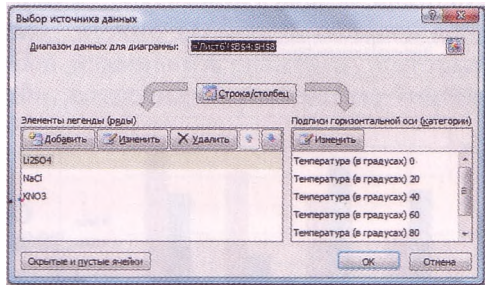 Выбор источника данных
Диапазон данных для диаграммы: ='Лист6'!$B$4:$H$8
Строка/столбец
Элементы легенды (ряды)
Добавить Изменить Удалить
Li2SO4
NaCl
KNO3
Подписи горизонтальной оси (категории)
Изменить
Температура (в градусах) 0
Температура (в градусах) 20
Температура (в градусах) 40
Температура (в градусах) 60
Температура (в градусах) 80
Скрытые и пустые ячейки
ОК Отмена